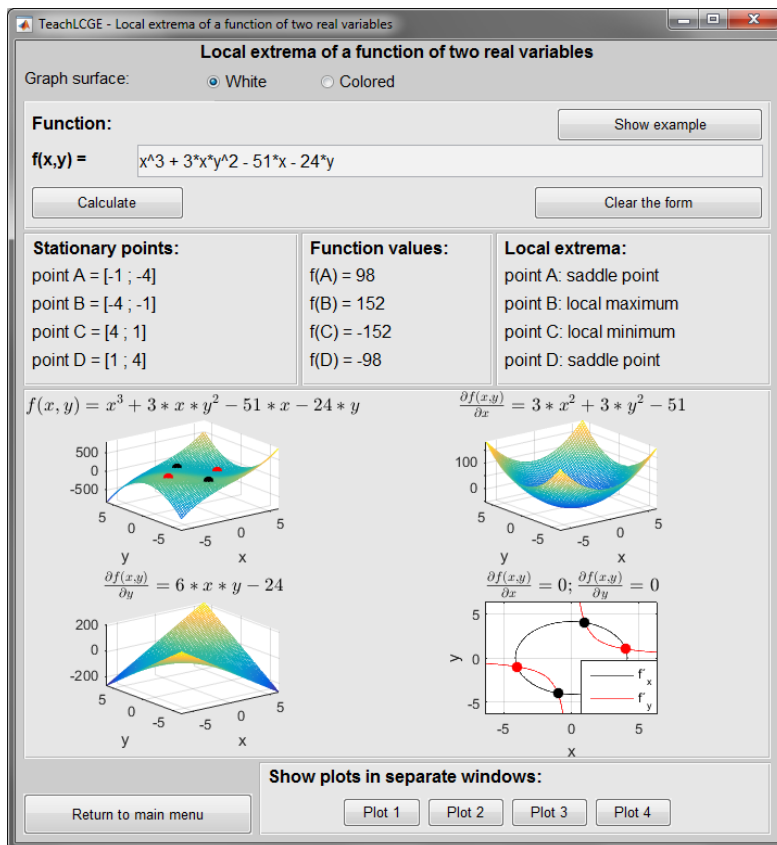 TeachLCGE - Local extrema of a function of two real variables
Local extrema of a function of two real variables
Graph surface: White Colored
Function: Show example
f(x,y) = x^3 + 3*x*y^2 - 51*x - 24*y
Calculate Clear the form
Stationary points: Function values: Local extrema:
point A = [-1 ; -4] f(A) = 98 point A: saddle point
point B = [-4 ; -1] f(B) = 152 point B: local maximum
point C = [4 ; 1] f(C) = -152 point C: local minimum
point D = [1 ; 4] f(D) = -98 point D: saddle point
f(x, y) = x³ + 3 * x * y² − 51 * x − 24 * y
500
0
-500
5 0 -5
-5 0 5
y x
∂f(x,y)/∂x = 3 * x² + 3 * y² − 51
100
0
5 0 -5
-5 0 5
y x
∂f(x,y)/∂y = 6 * x * y − 24
200
0
-200
5 0 -5
-5 0 5
y x
∂f(x,y)/∂x = 0; ∂f(x,y)/∂y = 0
5
0
-5
y
f'x
f'y
-5 0 5
x
Show plots in separate windows:
Return to main menu Plot 1 Plot 2 Plot 3 Plot 4